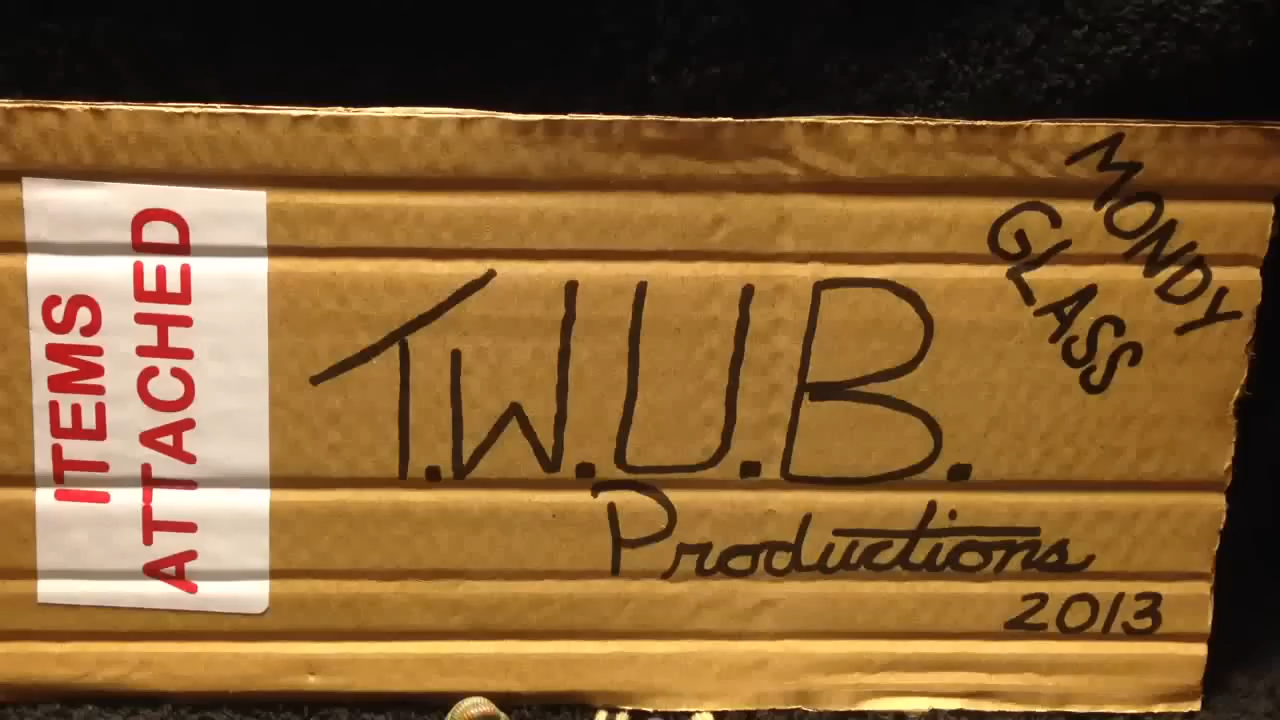 ITEMS
ATTACHED
T.W.U.B.
Productions
2013
MONDY
GLASS